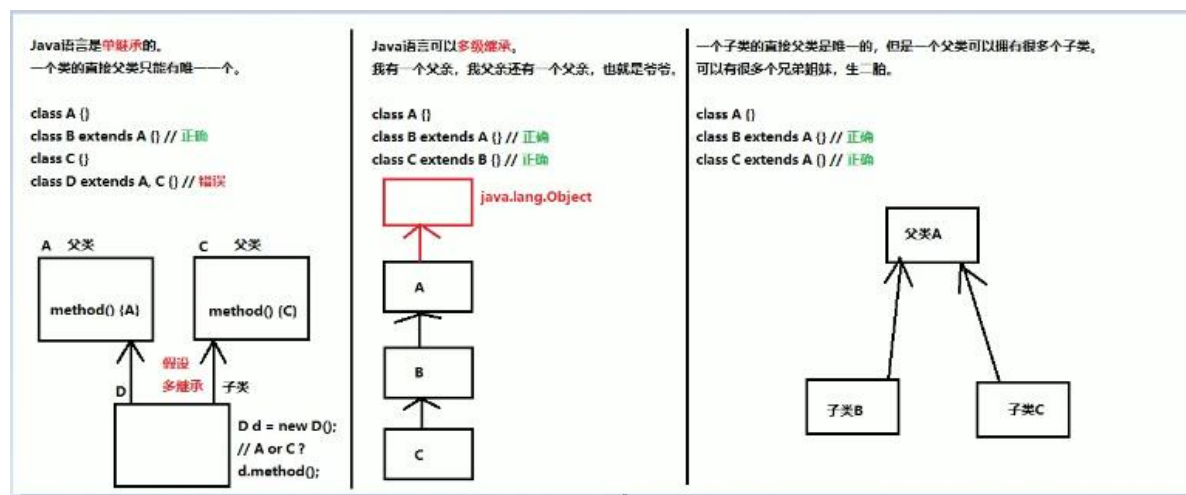 Java语言是单继承的。
一个类的直接父类只能有唯一一个。
class A {}
class B extends A {} // 正确
class C {}
class D extends A, C {} // 错误
A 父类
C 父类
method() {A}
method() {C}
假设
多继承
D
子类
D d = new D();
// A or C ?
d.method();
Java语言可以多级继承。
我有一个父亲，我父亲还有一个父亲，也就是爷爷。
class A {}
class B extends A {} // 正确
class C extends B {} // 正确
java.lang.Object
A
B
C
一个子类的直接父类是唯一的，但是一个父类可以拥有很多个子类。
可以有很多个兄弟姐妹，生二胎。
class A {}
class B extends A {} // 正确
class C extends A {} // 正确
父类A
子类B
子类C